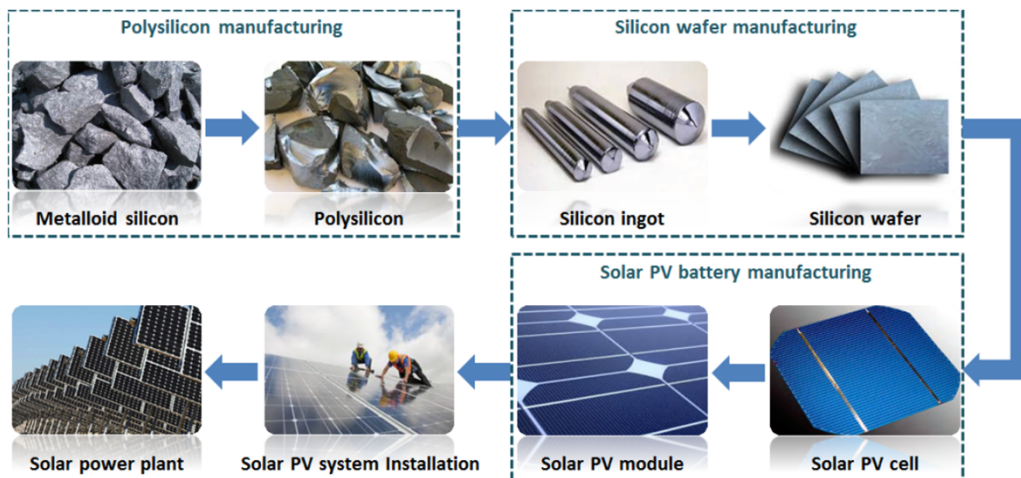 Polysilicon manufacturing
Silicon wafer manufacturing
Metalloid silicon
Polysilicon
Silicon ingot
Silicon wafer
Solar PV battery manufacturing
Solar power plant
Solar PV system Installation
Solar PV module
Solar PV cell